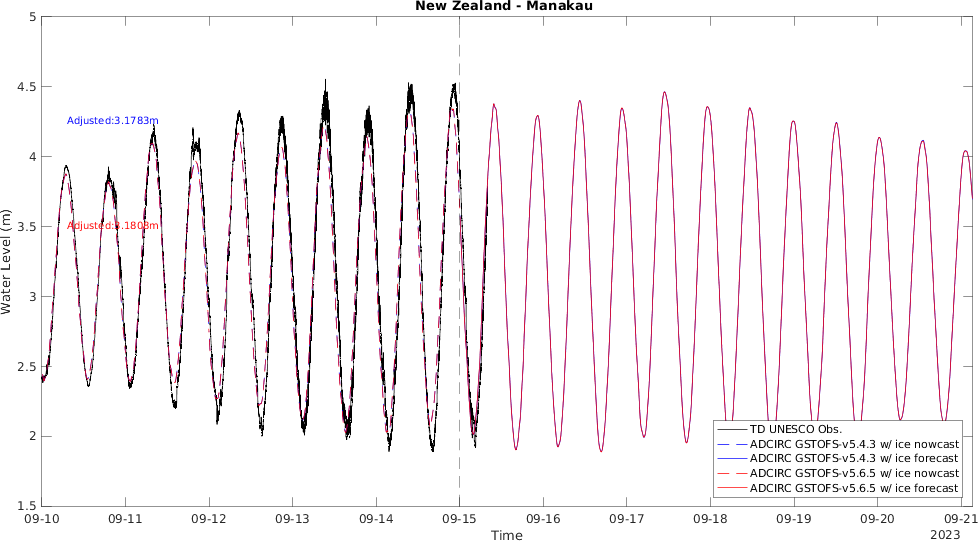 New Zealand - Manakau
5
4.5
4
3.5
3
2.5
2
1.5
Water Level (m)
Adjusted:3.1783m
Adjusted:3.1803m
TD UNESCO Obs.
ADCIRC GSTOFS-v5.4.3 w/ ice nowcast
ADCIRC GSTOFS-v5.4.3 w/ ice forecast
ADCIRC GSTOFS-v5.6.5 w/ ice nowcast
ADCIRC GSTOFS-v5.6.5 w/ ice forecast
09-10 09-11 09-12 09-13 09-14 09-15 09-16 09-17 09-18 09-19 09-20 09-21
Time
2023